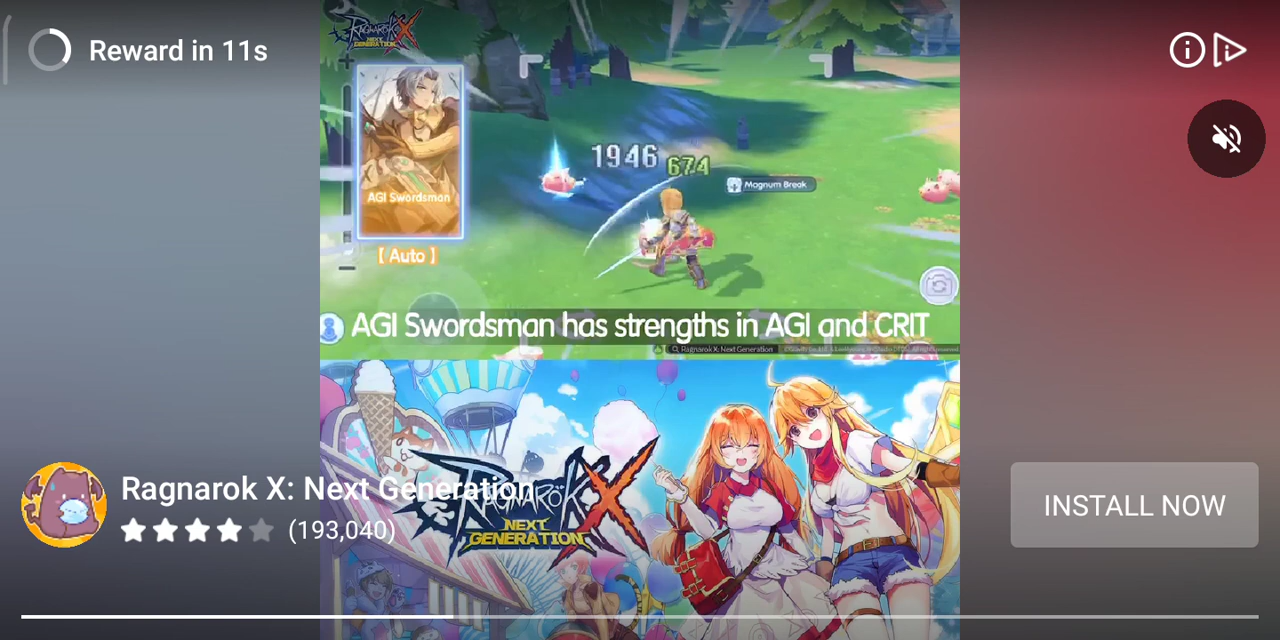 Reward in 11s
RAGNAROK X
NEXT GENERATION
1946
674
Magnum Break
AGI Swordsman
[ Auto ]
AGI Swordsman has strengths in AGI and CRIT
Ragnarok X: Next Generation
RAGNARÖK X
NEXT
GENERATION
Ragnarok X: Next Generation
(193,040)
INSTALL NOW